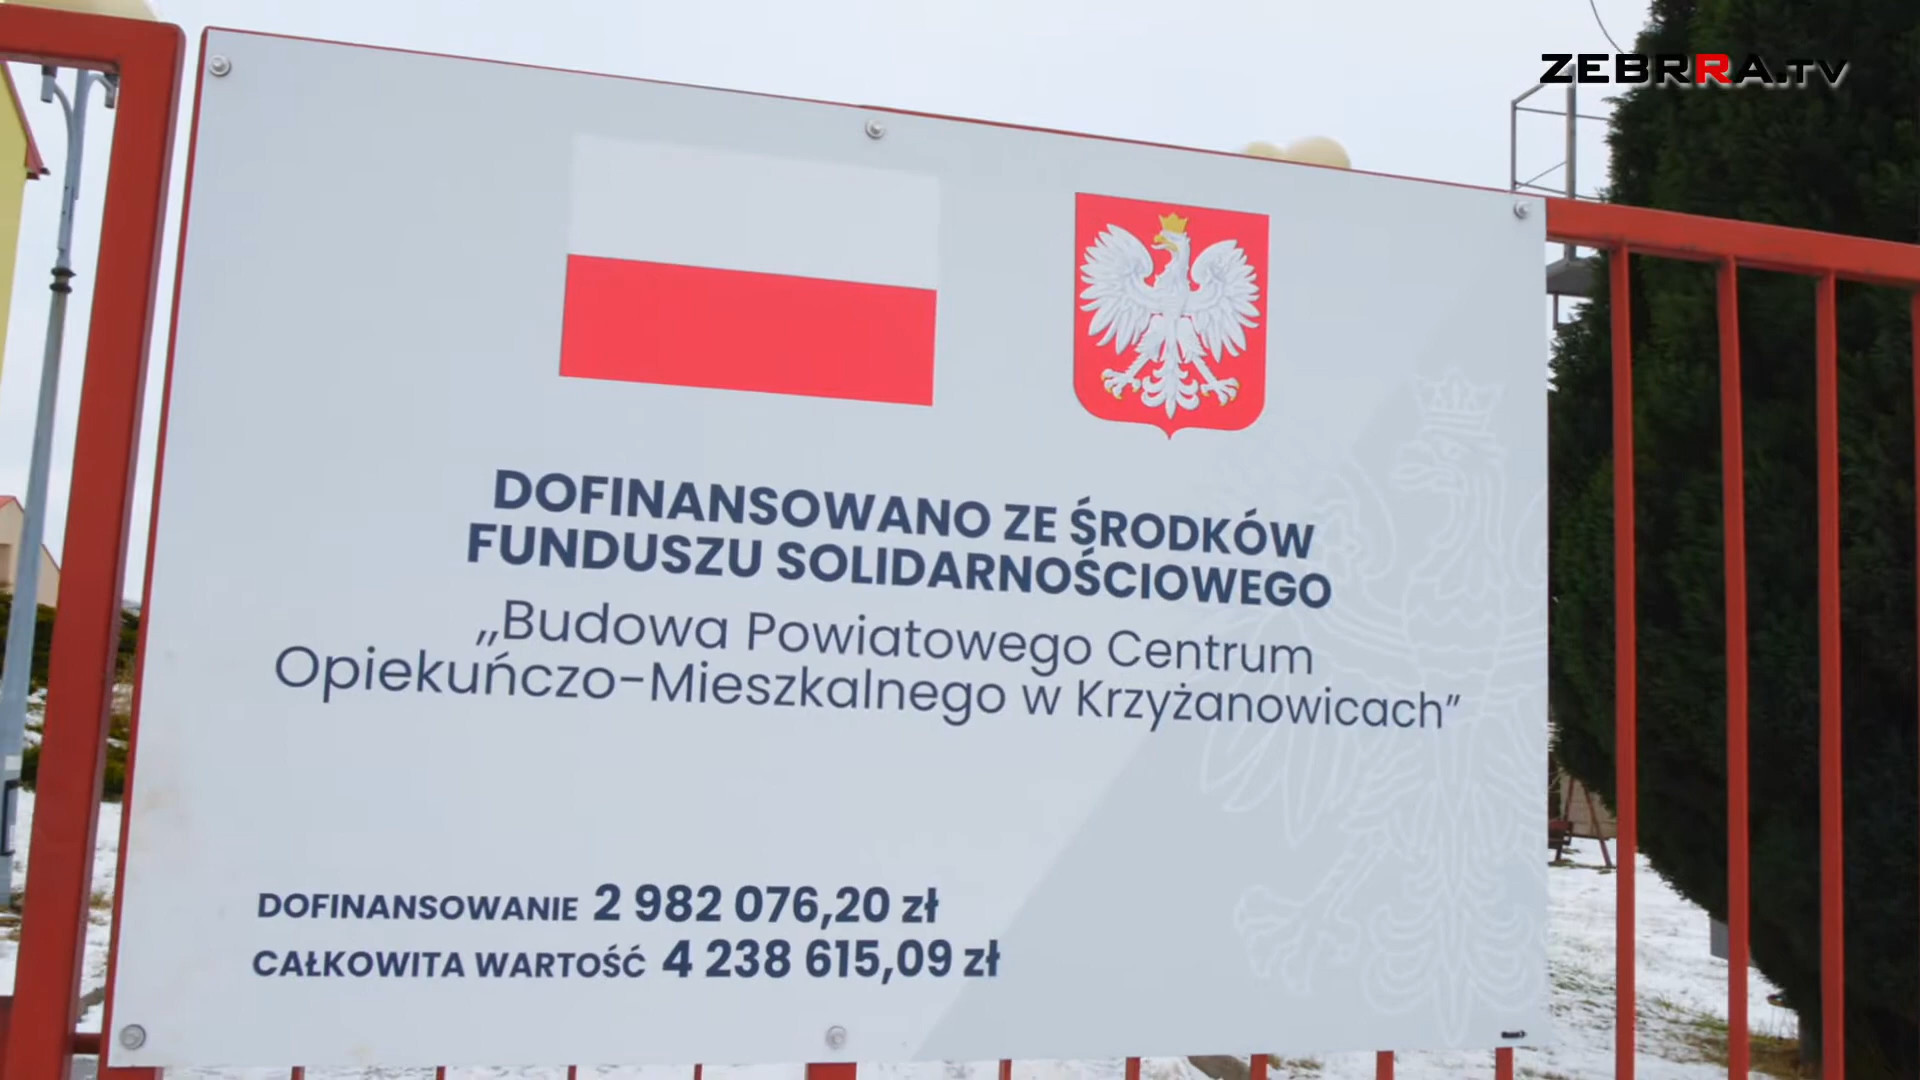 ZEBRRA.TV
DOFINANSOWANO ZE ŚRODKÓW
FUNDUSZU SOLIDARNOŚCIOWEGO
„Budowa Powiatowego Centrum
Opiekuńczo-Mieszkalnego w Krzyżanowicach”
DOFINANSOWANIE 2 982 076,20 zł
CAŁKOWITA WARTOŚĆ 4 238 615,09 zł